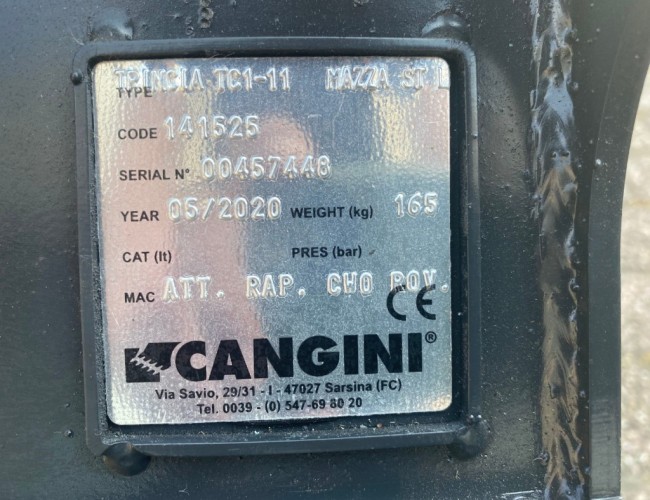 TRINCIA TC1-11 MAZZA ST L
TYPE
CODE 141525
SERIAL N° 00457448
YEAR 05/2020 WEIGHT (kg) 165
CAT (lt) PRES (bar)
MAC ATT. RAP. CWO ROV.
CE
CANGINI®
Via Savio, 29/31 - I - 47027 Sarsina (FC)
Tel. 0039 - (0) 547-69 80 20